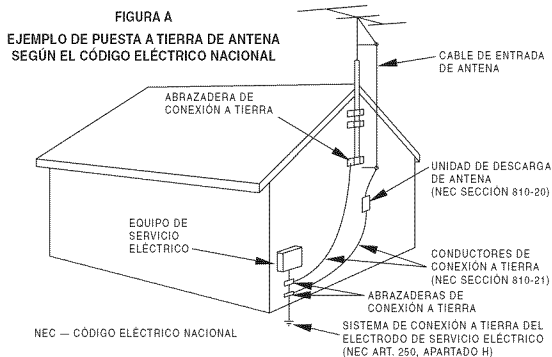 FIGURA A
EJEMPLO DE PUESTA A TIERRA DE ANTENA
SEGÚN EL CÓDIGO ELÉCTRICO NACIONAL
CABLE DE ENTRADA
DE ANTENA
ABRAZADERA DE
CONEXIÓN A TIERRA
UNIDAD DE DESCARGA
DE ANTENA
(NEC SECCIÓN 810-20)
EQUIPO DE
SERVICIO
ELÉCTRICO
CONDUCTORES DE
CONEXIÓN A TIERRA
(NEC SECCIÓN 810-21)
ABRAZADERAS DE
CONEXIÓN A TIERRA
NEC — CÓDIGO ELÉCTRICO NACIONAL
SISTEMA DE CONEXIÓN A TIERRA DEL
ELECTRODO DE SERVICIO ELÉCTRICO
(NEC ART. 250, APARTADO H)